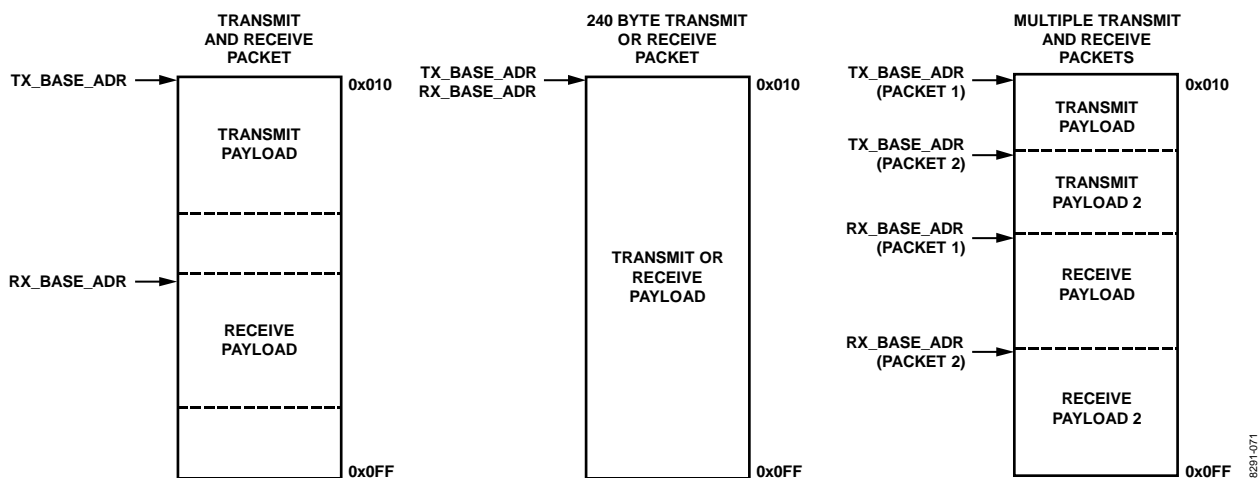 TRANSMIT
AND RECEIVE
PACKET
TX_BASE_ADR
0x010
TRANSMIT
PAYLOAD
RX_BASE_ADR
RECEIVE
PAYLOAD
0x0FF
240 BYTE TRANSMIT
OR RECEIVE
PACKET
TX_BASE_ADR
RX_BASE_ADR
0x010
TRANSMIT OR
RECEIVE
PAYLOAD
0x0FF
MULTIPLE TRANSMIT
AND RECEIVE
PACKETS
TX_BASE_ADR
(PACKET 1)
0x010
TRANSMIT
PAYLOAD
TX_BASE_ADR
(PACKET 2)
TRANSMIT
PAYLOAD 2
RX_BASE_ADR
(PACKET 1)
RECEIVE
PAYLOAD
RX_BASE_ADR
(PACKET 2)
RECEIVE
PAYLOAD 2
0x0FF
8291-071